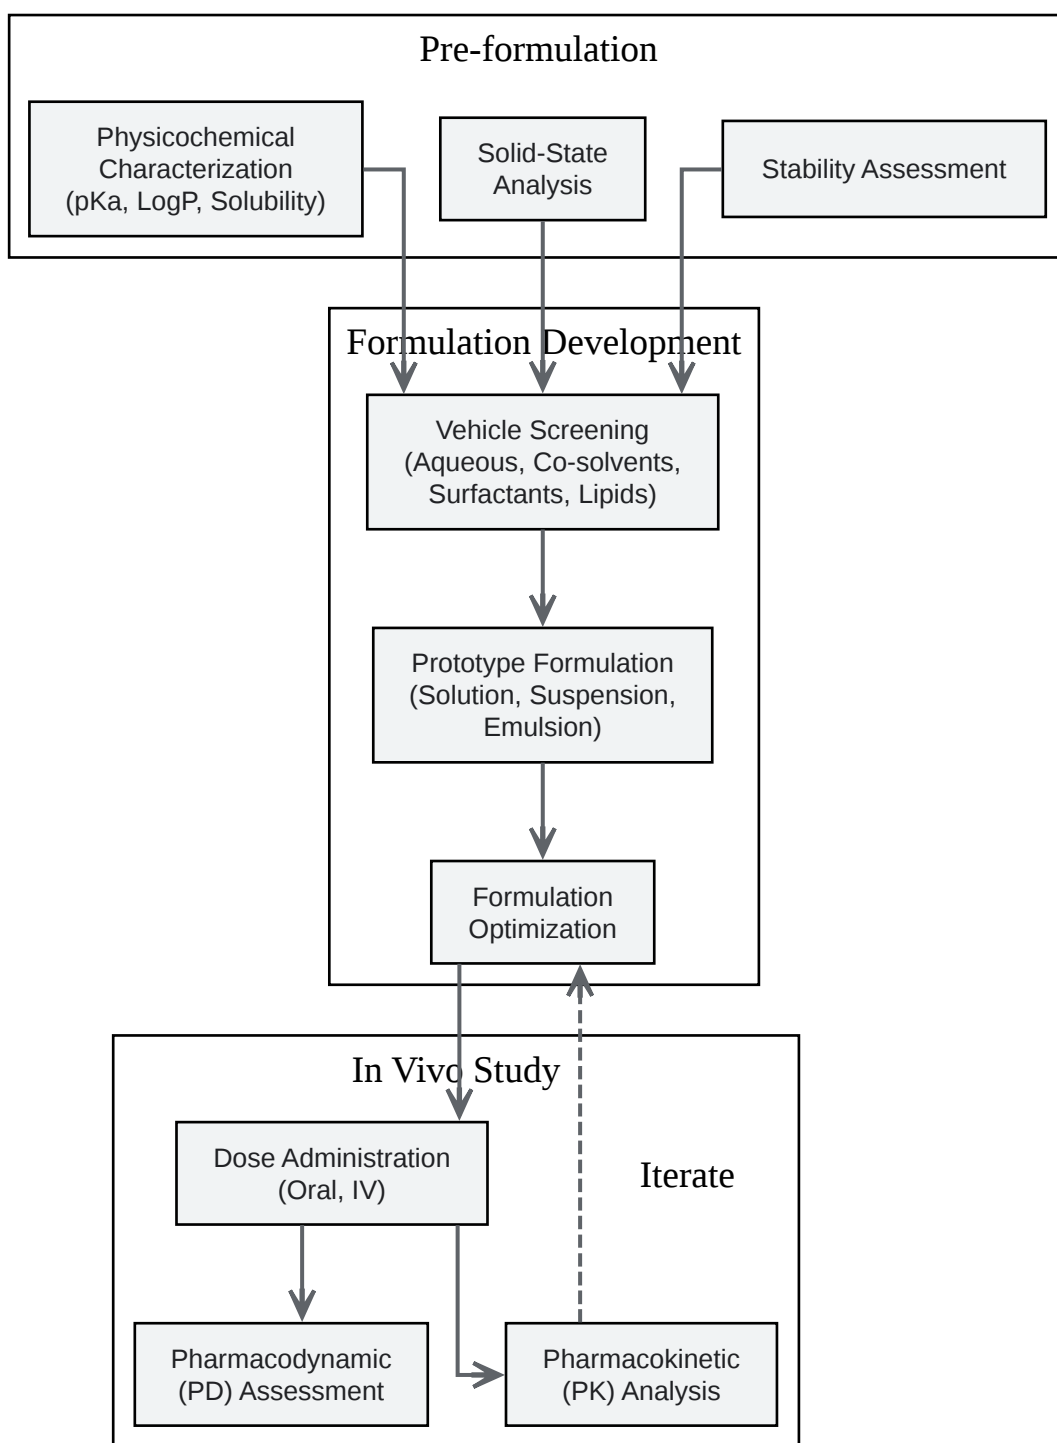 Pre-formulation
Physicochemical
Characterization
(pKa, LogP, Solubility)
Solid-State
Analysis
Stability Assessment
Formulation Development
Vehicle Screening
(Aqueous, Co-solvents,
Surfactants, Lipids)
Prototype Formulation
(Solution, Suspension,
Emulsion)
Formulation
Optimization
In Vivo Study
Dose Administration
(Oral, IV)
Iterate
Pharmacodynamic
(PD) Assessment
Pharmacokinetic
(PK) Analysis